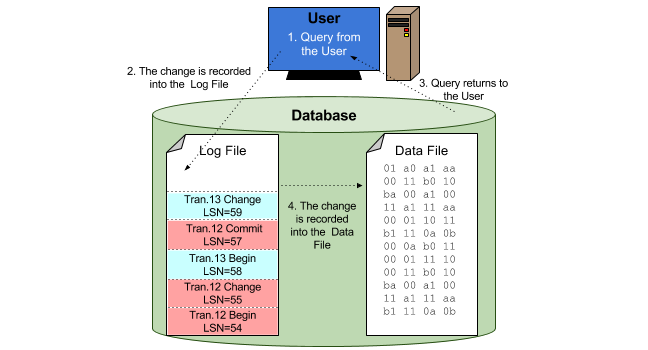 User
1. Query from
the User
2. The change is recorded
into the Log File
3. Query returns to
the User
Database
Log File
Tran.13 Change
LSN=59
Tran.12 Commit
LSN=57
Tran.13 Begin
LSN=58
Tran.12 Change
LSN=55
Tran.12 Begin
LSN=54
4. The change
is recorded
into the Data
File
Data File
01 a0 a1 aa
00 11 b0 10
ba 00 a1 00
11 a1 11 aa
00 01 10 11
b1 11 0a 0b
00 0a b0 11
00 01 11 10
00 11 b0 10
ba 00 a1 00
11 a1 11 aa
b1 11 0a 0b